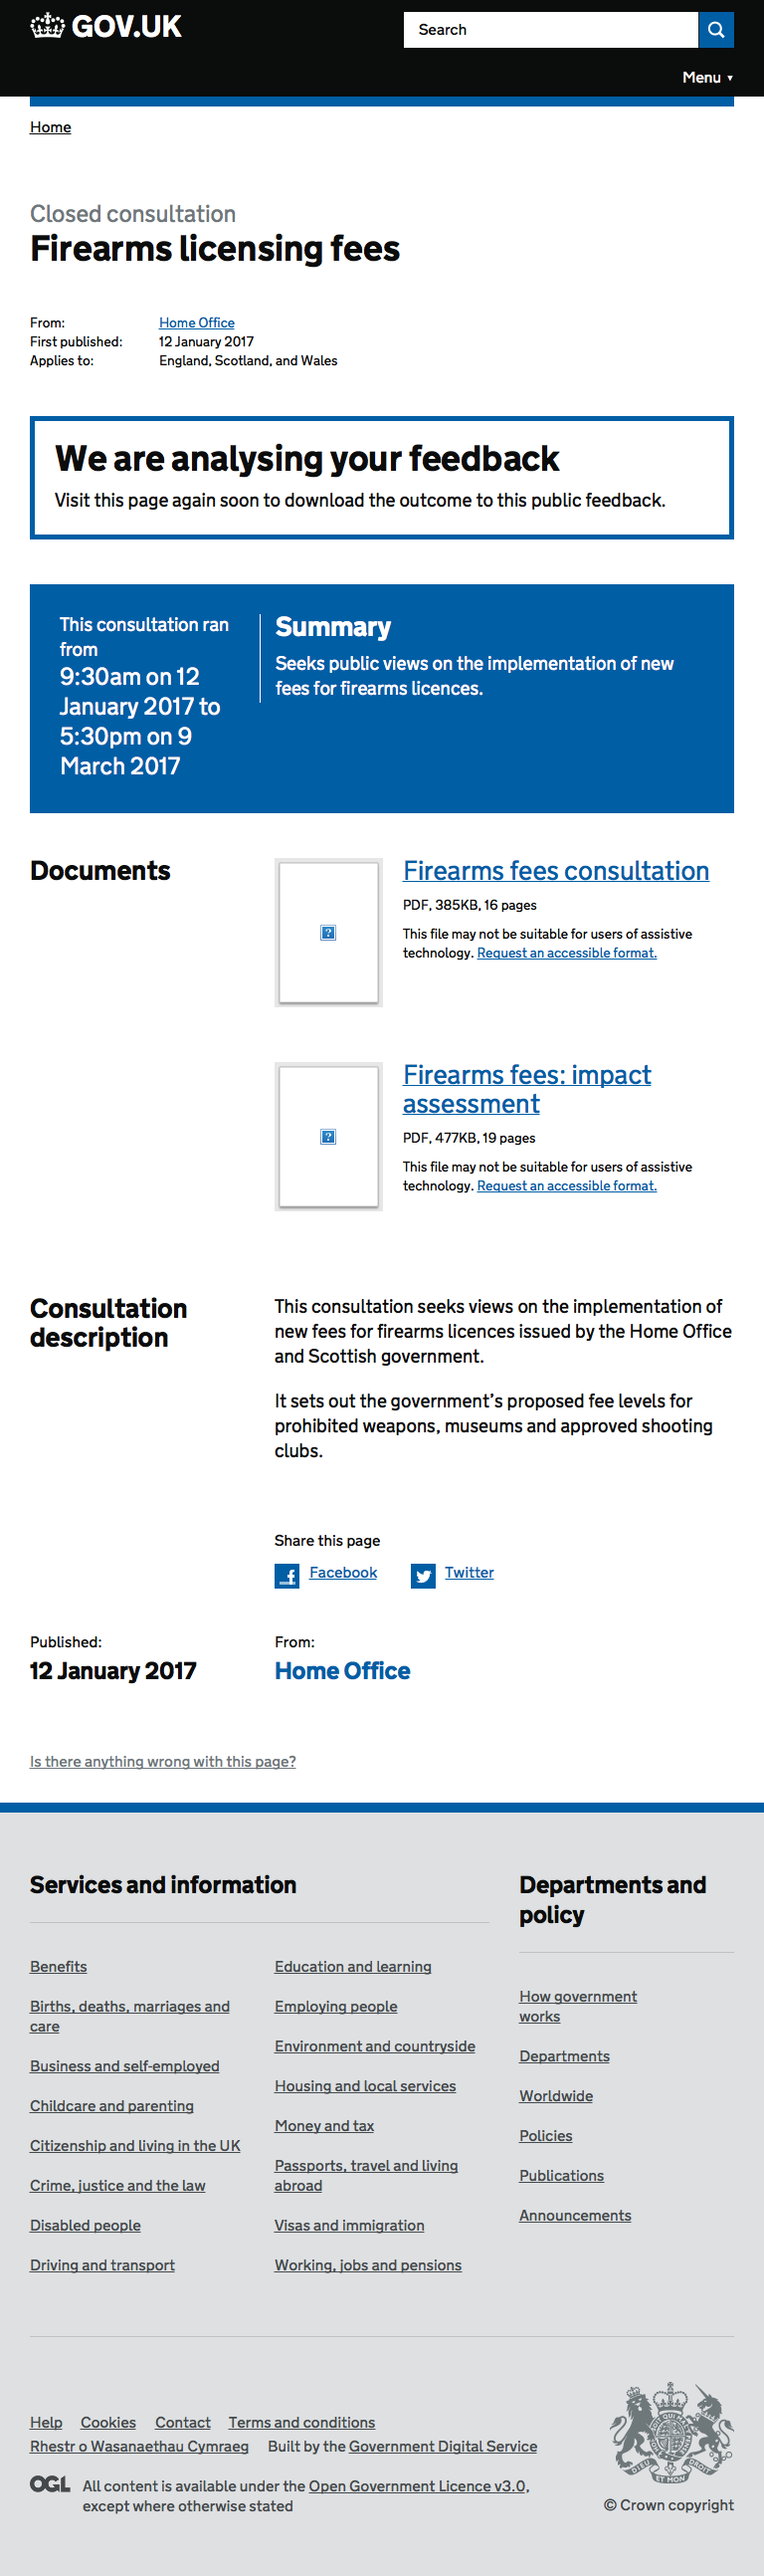 GOV.UK
Search
Menu ▼
Home
Closed consultation
Firearms licensing fees
From: Home Office
First published: 12 January 2017
Applies to: England, Scotland, and Wales
We are analysing your feedback
Visit this page again soon to download the outcome to this public feedback.
This consultation ran
from
9:30am on 12
January 2017 to
5:30pm on 9
March 2017
Summary
Seeks public views on the implementation of new
fees for firearms licences.
Documents
Firearms fees consultation
PDF, 385KB, 16 pages
This file may not be suitable for users of assistive
technology. Request an accessible format.
Firearms fees: impact
assessment
PDF, 477KB, 19 pages
This file may not be suitable for users of assistive
technology. Request an accessible format.
Consultation
description
This consultation seeks views on the implementation of
new fees for firearms licences issued by the Home Office
and Scottish government.
It sets out the government’s proposed fee levels for
prohibited weapons, museums and approved shooting
clubs.
Share this page
Facebook
Twitter
Published:
12 January 2017
From:
Home Office
Is there anything wrong with this page?
Services and information
Benefits
Births, deaths, marriages and
care
Business and self-employed
Childcare and parenting
Citizenship and living in the UK
Crime, justice and the law
Disabled people
Driving and transport
Education and learning
Employing people
Environment and countryside
Housing and local services
Money and tax
Passports, travel and living
abroad
Visas and immigration
Working, jobs and pensions
Departments and
policy
How government
works
Departments
Worldwide
Policies
Publications
Announcements
Help Cookies Contact Terms and conditions
Rhestr o Wasanaethau Cymraeg Built by the Government Digital Service
OGL
All content is available under the Open Government Licence v3.0,
except where otherwise stated
DIEU ET MON DROIT
© Crown copyright